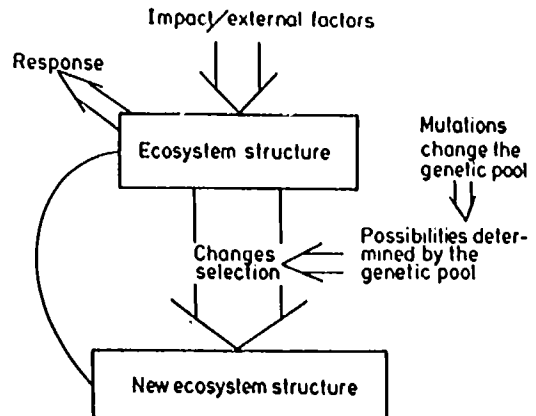 Impact/external factors
Response
Ecosystem structure
Mutations
change the
genetic pool
Changes
selection
Possibilities deter-
mined by the
genetic pool
New ecosystem structure